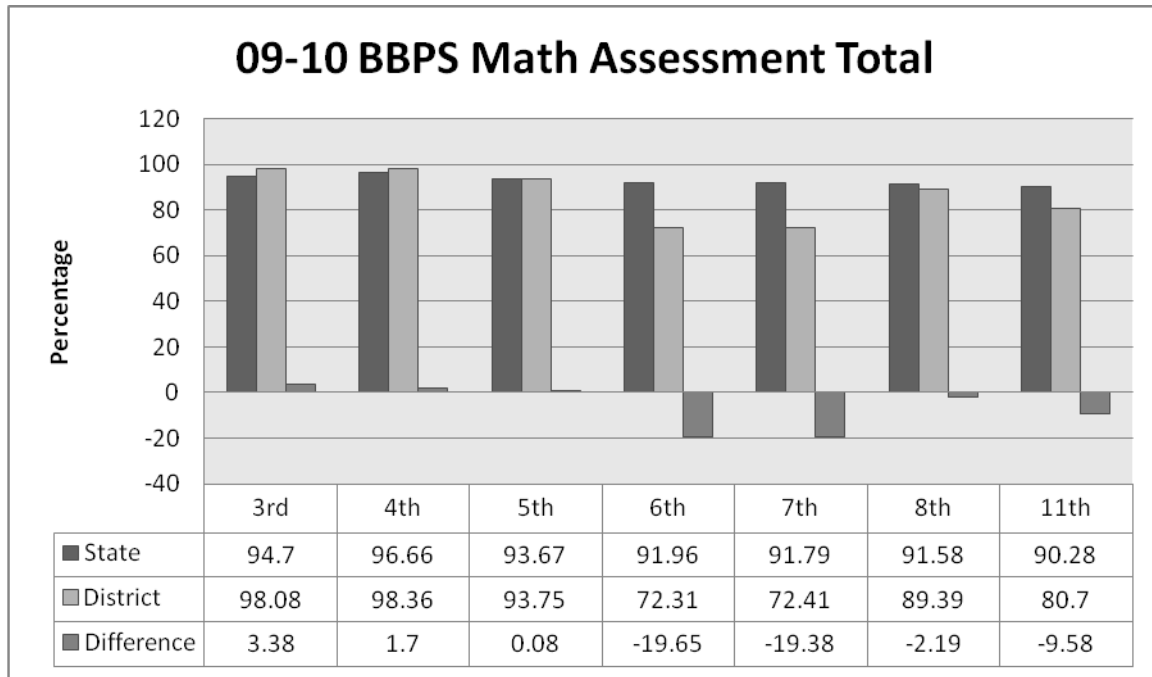 09-10 BBPS Math Assessment Total
Percentage
120
100
80
60
40
20
0
-20
-40
3rd 4th 5th 6th 7th 8th 11th
State 94.7 96.66 93.67 91.96 91.79 91.58 90.28
District 98.08 98.36 93.75 72.31 72.41 89.39 80.7
Difference 3.38 1.7 0.08 -19.65 -19.38 -2.19 -9.58